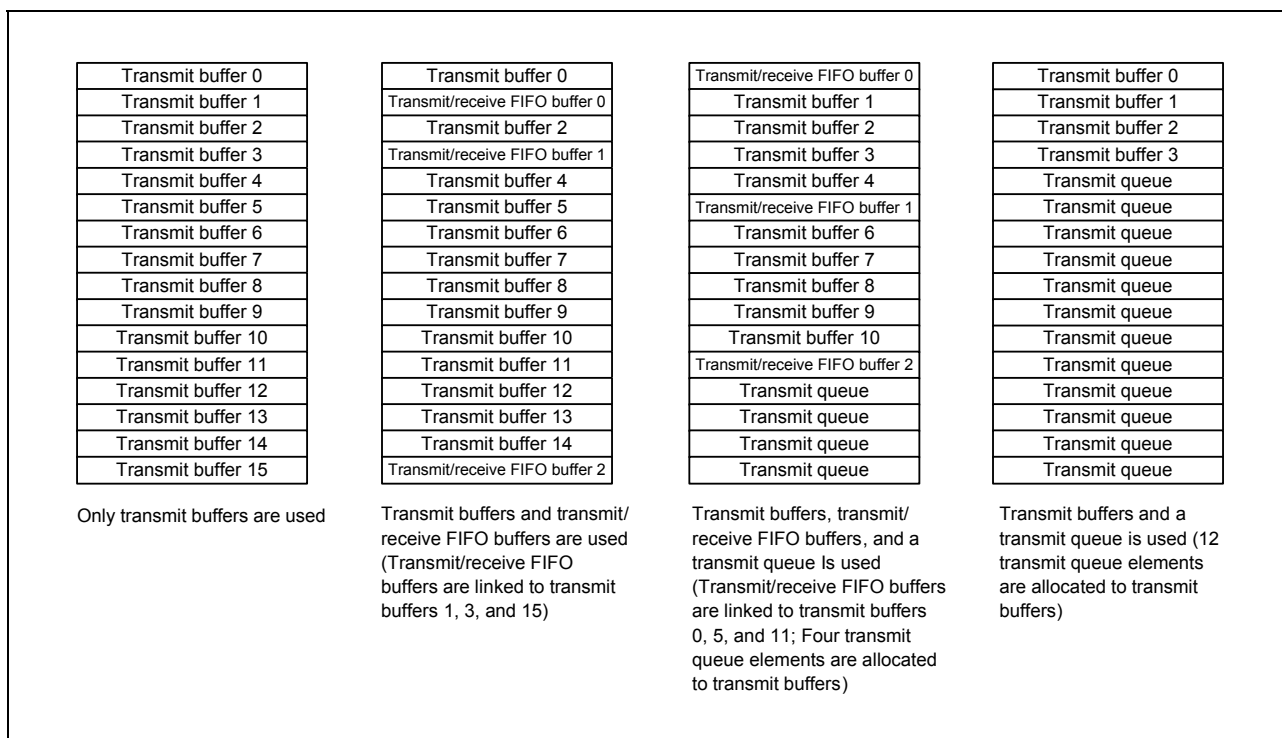 Transmit buffer 0
Transmit buffer 1
Transmit buffer 2
Transmit buffer 3
Transmit buffer 4
Transmit buffer 5
Transmit buffer 6
Transmit buffer 7
Transmit buffer 8
Transmit buffer 9
Transmit buffer 10
Transmit buffer 11
Transmit buffer 12
Transmit buffer 13
Transmit buffer 14
Transmit buffer 15
Only transmit buffers are used
Transmit buffer 0
Transmit/receive FIFO buffer 0
Transmit buffer 2
Transmit/receive FIFO buffer 1
Transmit buffer 4
Transmit buffer 5
Transmit buffer 6
Transmit buffer 7
Transmit buffer 8
Transmit buffer 9
Transmit buffer 10
Transmit buffer 11
Transmit buffer 12
Transmit buffer 13
Transmit buffer 14
Transmit/receive FIFO buffer 2
Transmit buffers and transmit/
receive FIFO buffers are used
(Transmit/receive FIFO
buffers are linked to transmit
buffers 1, 3, and 15)
Transmit/receive FIFO buffer 0
Transmit buffer 1
Transmit buffer 2
Transmit buffer 3
Transmit buffer 4
Transmit/receive FIFO buffer 1
Transmit buffer 6
Transmit buffer 7
Transmit buffer 8
Transmit buffer 9
Transmit buffer 10
Transmit/receive FIFO buffer 2
Transmit queue
Transmit queue
Transmit queue
Transmit queue
Transmit buffers, transmit/
receive FIFO buffers, and a
transmit queue Is used
(Transmit/receive FIFO buffers
are linked to transmit buffers
0, 5, and 11; Four transmit
queue elements are allocated
to transmit buffers)
Transmit buffer 0
Transmit buffer 1
Transmit buffer 2
Transmit buffer 3
Transmit queue
Transmit queue
Transmit queue
Transmit queue
Transmit queue
Transmit queue
Transmit queue
Transmit queue
Transmit queue
Transmit queue
Transmit queue
Transmit queue
Transmit buffers and a
transmit queue is used (12
transmit queue elements
are allocated to transmit
buffers)